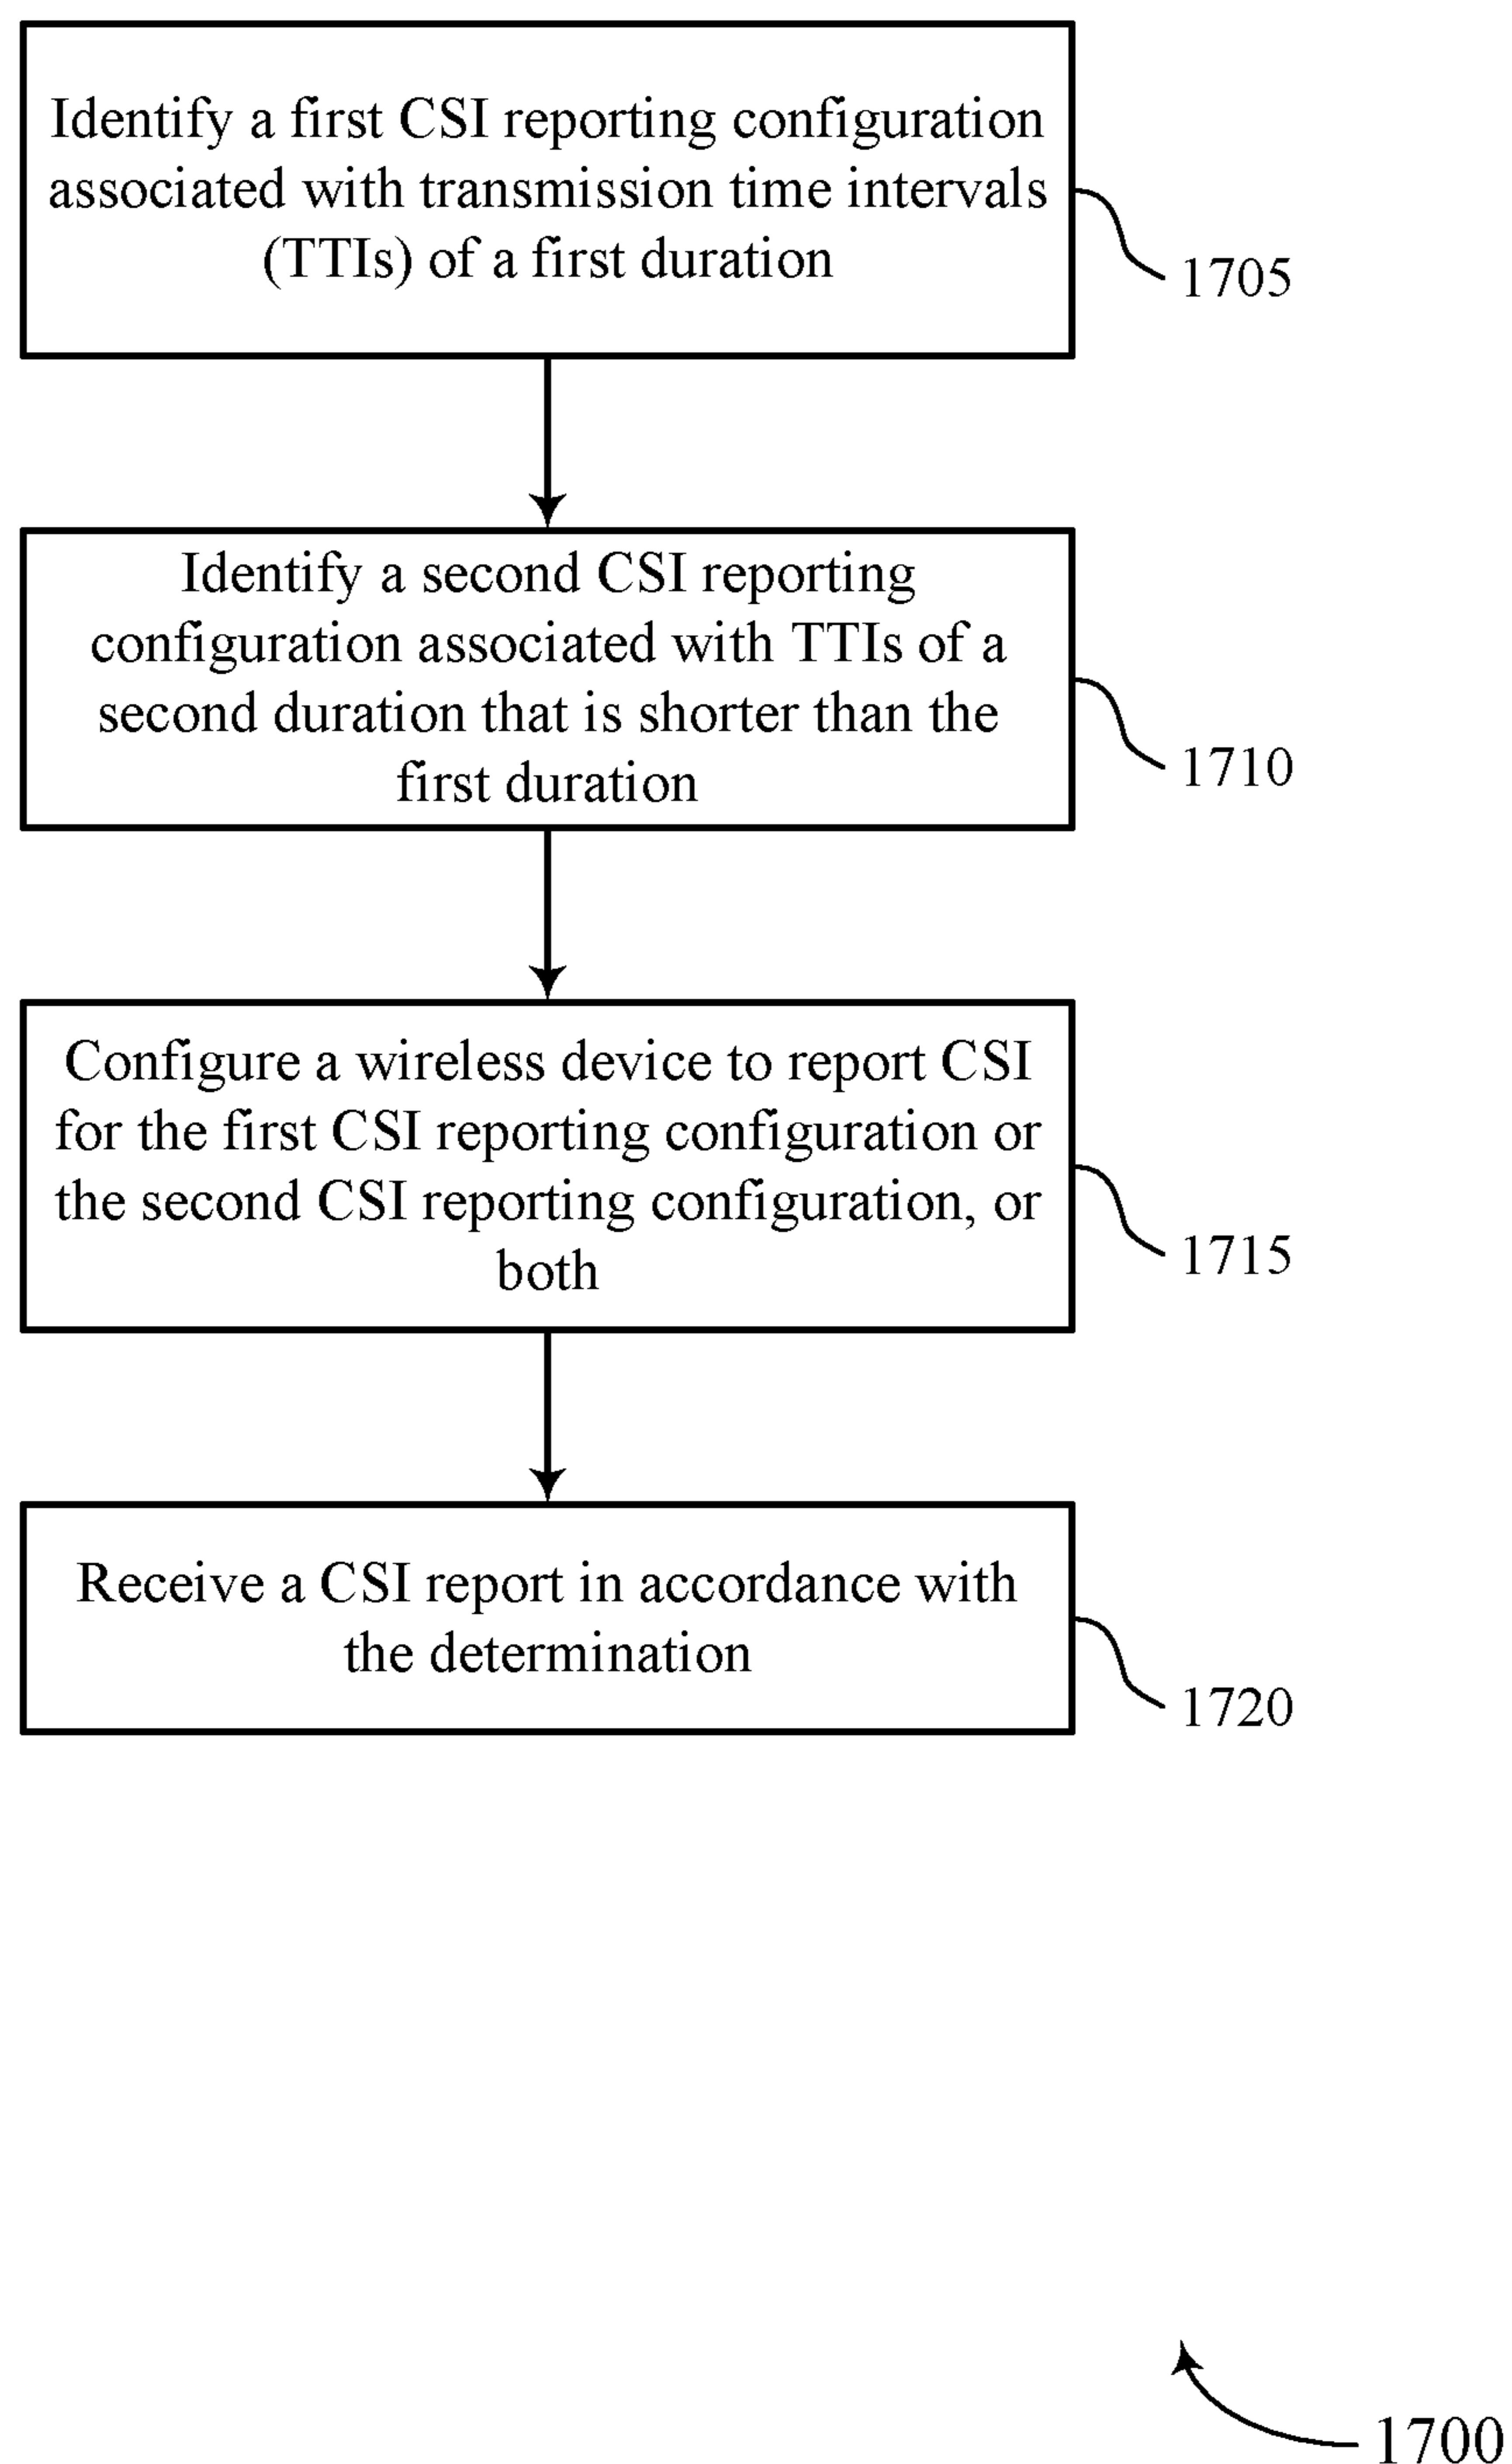 Identify a first CSI reporting configuration
associated with transmission time intervals
(TTIs) of a first duration
1705
Identify a second CSI reporting
configuration associated with TTIs of a
second duration that is shorter than the
first duration
1710
Configure a wireless device to report CSI
for the first CSI reporting configuration or
the second CSI reporting configuration, or
both
1715
Receive a CSI report in accordance with
the determination
1720
1700